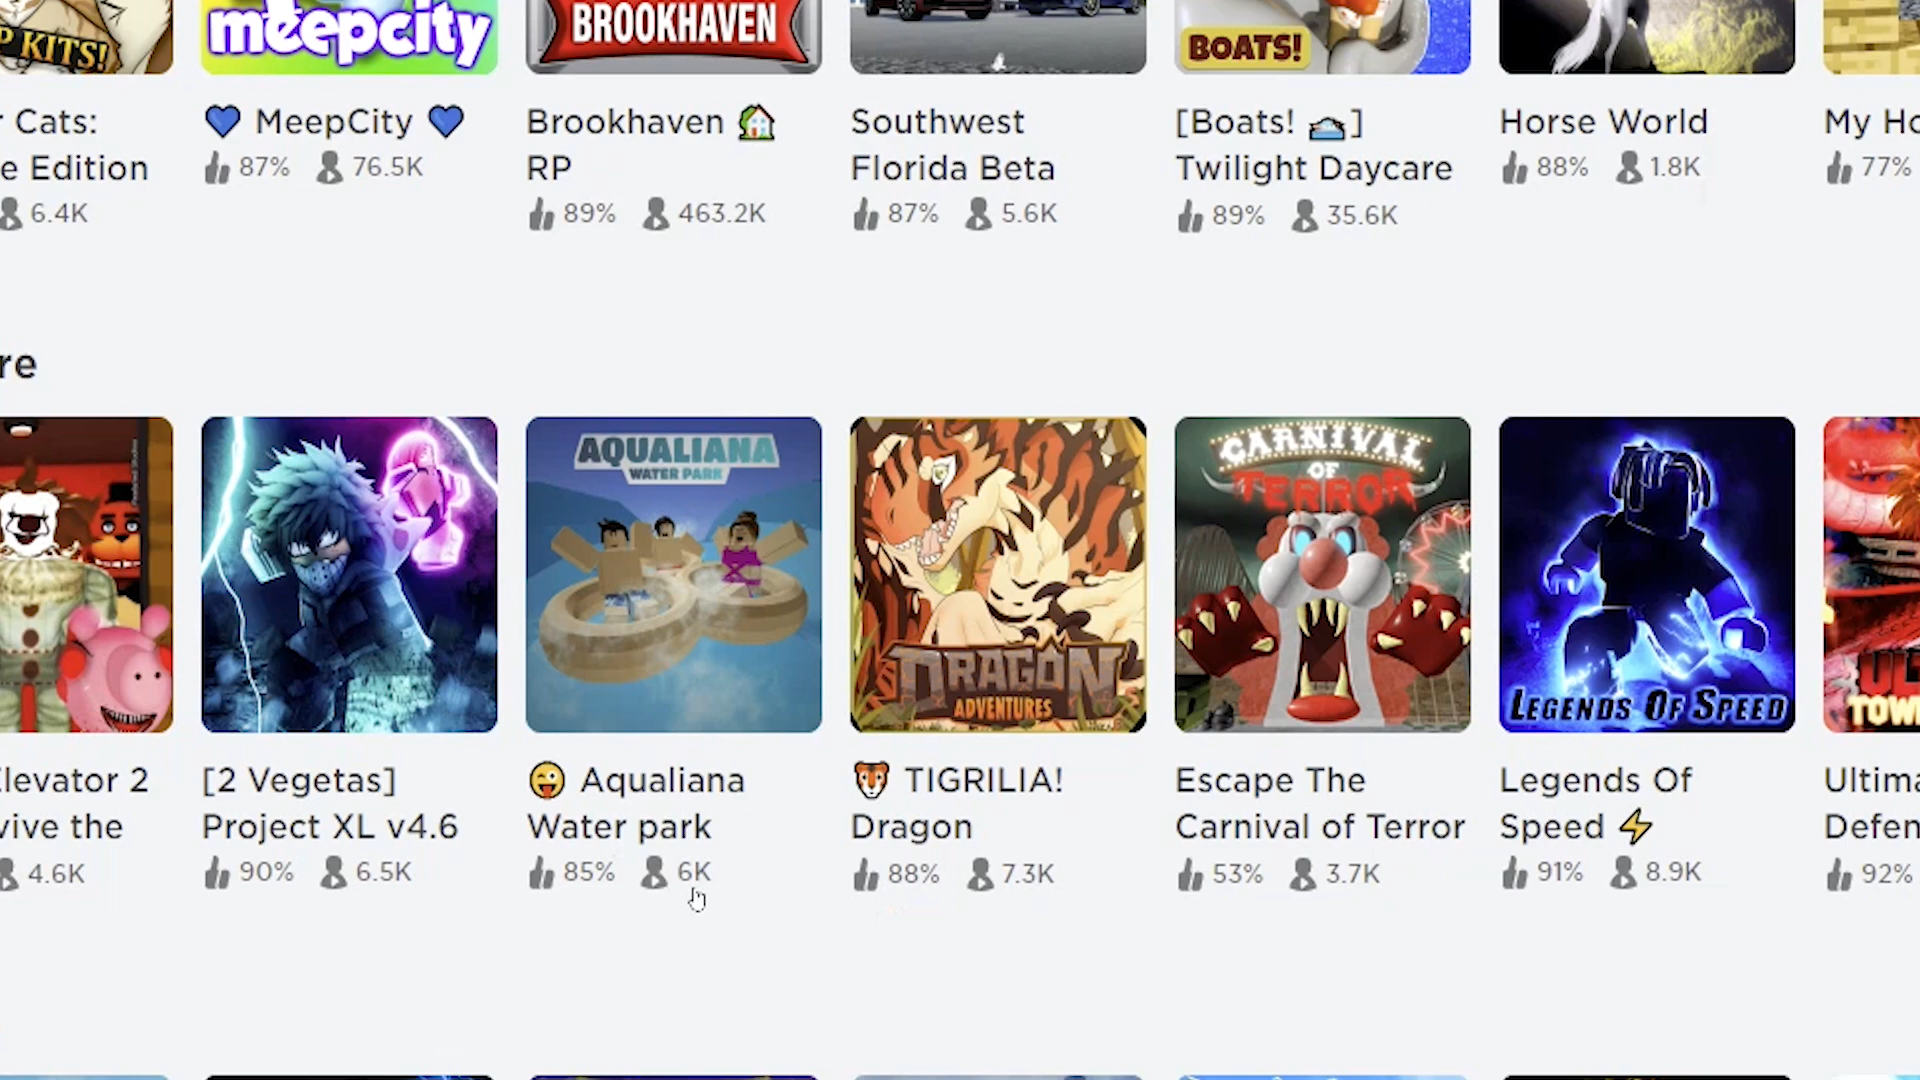 P KITS!
meepcity
BROOKHAVEN
BOATS!
r Cats:
e Edition
6.4K
💙 MeepCity 💙
87% 76.5K
Brookhaven 🏡
RP
89% 463.2K
Southwest
Florida Beta
87% 5.6K
[Boats! 🚤]
Twilight Daycare
89% 35.6K
Horse World
88% 1.8K
My Ho
77%
re
AQUALIANA
WATER PARK
DRAGON
ADVENTURES
CARNIVAL
OF
TERROR
LEGENDS OF SPEED
UL
TOW
Elevator 2
vive the
4.6K
[2 Vegetas]
Project XL v4.6
90% 6.5K
😜 Aqualiana
Water park
85% 6K
🐯 TIGRILIA!
Dragon
88% 7.3K
Escape The
Carnival of Terror
53% 3.7K
Legends Of
Speed ⚡
91% 8.9K
Ultima
Defen
92%